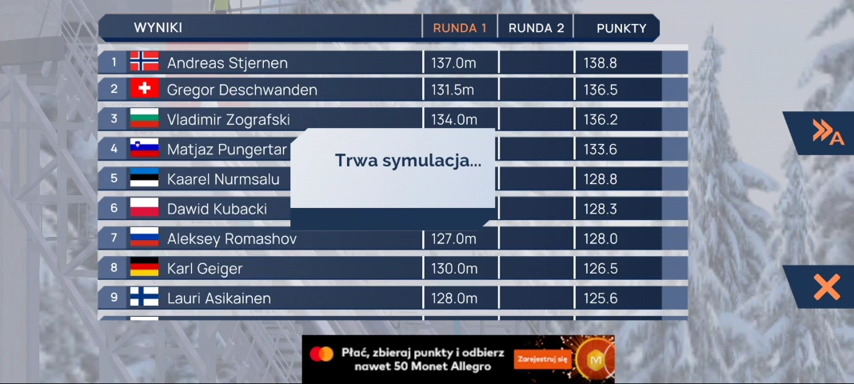 WYNIKI RUNDA 1 RUNDA 2 PUNKTY
1 Andreas Stjernen 137.0m 138.8
2 Gregor Deschwanden 131.5m 136.5
3 Vladimir Zografski 134.0m 136.2
4 Matjaz Pungertar 133.6
5 Kaarel Nurmsalu 128.8
6 Dawid Kubacki 128.3
7 Aleksey Romashov 127.0m 128.0
8 Karl Geiger 130.0m 126.5
9 Lauri Asikainen 128.0m 125.6
Trwa symulacja...
A
Płać, zbieraj punkty i odbierz
nawet 50 Monet Allegro
Zarejestruj się
M